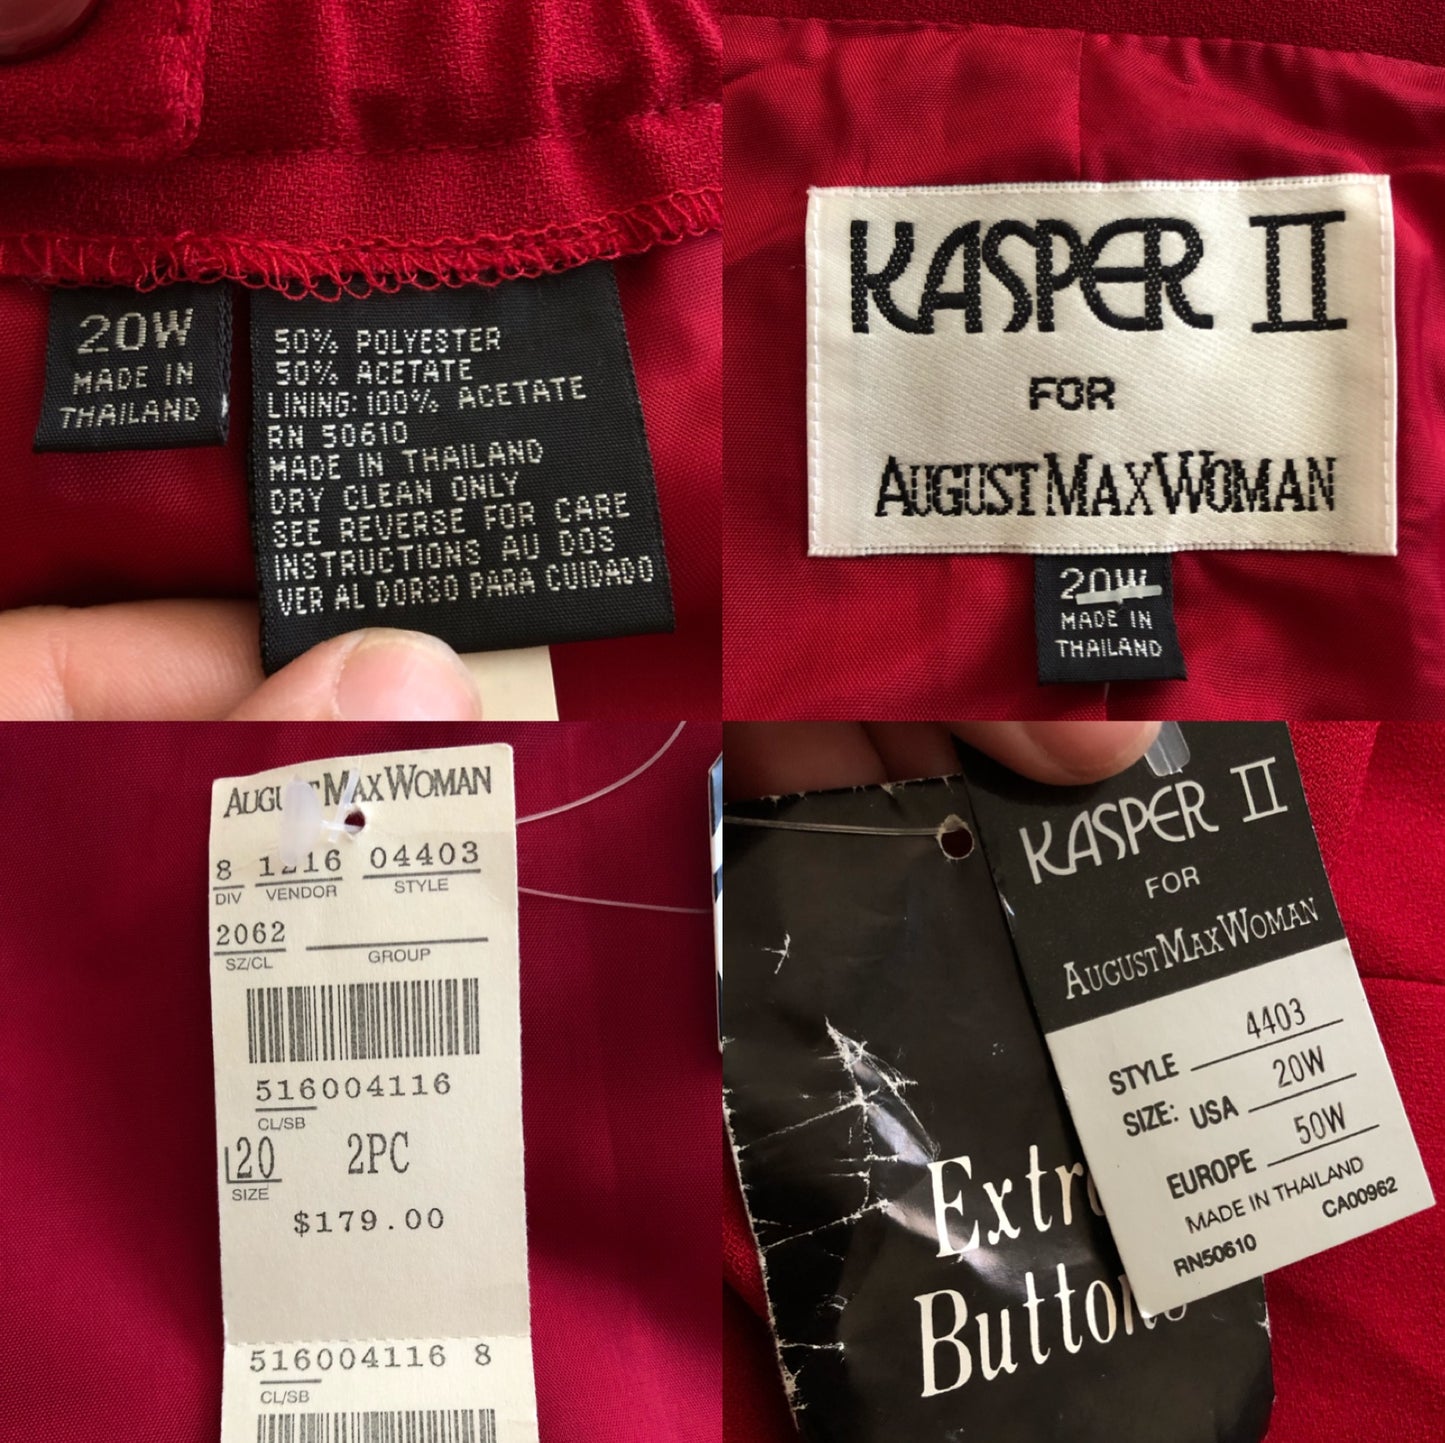 20W
MADE IN
THAILAND
50% POLYESTER
50% ACETATE
LINING: 100% ACETATE
RN 50610
MADE IN THAILAND
DRY CLEAN ONLY
SEE REVERSE FOR CARE
INSTRUCTIONS AU DOS
VER AL DORSO PARA CUIDADO
KASPER II
FOR
AUGUST MAX WOMAN
20W
MADE IN
THAILAND
AUGUST MAX WOMAN
8 1216 04403
DIV VENDOR STYLE
2062
SZ/CL GROUP
516004116
CL/SB
20 2PC
SIZE
$179.00
516004116 8
CL/SB
KASPER II
FOR
AUGUST MAX WOMAN
STYLE 4403
SIZE: USA 20W
EUROPE 50W
MADE IN THAILAND
RN50610 CA00962
Extra
Buttons